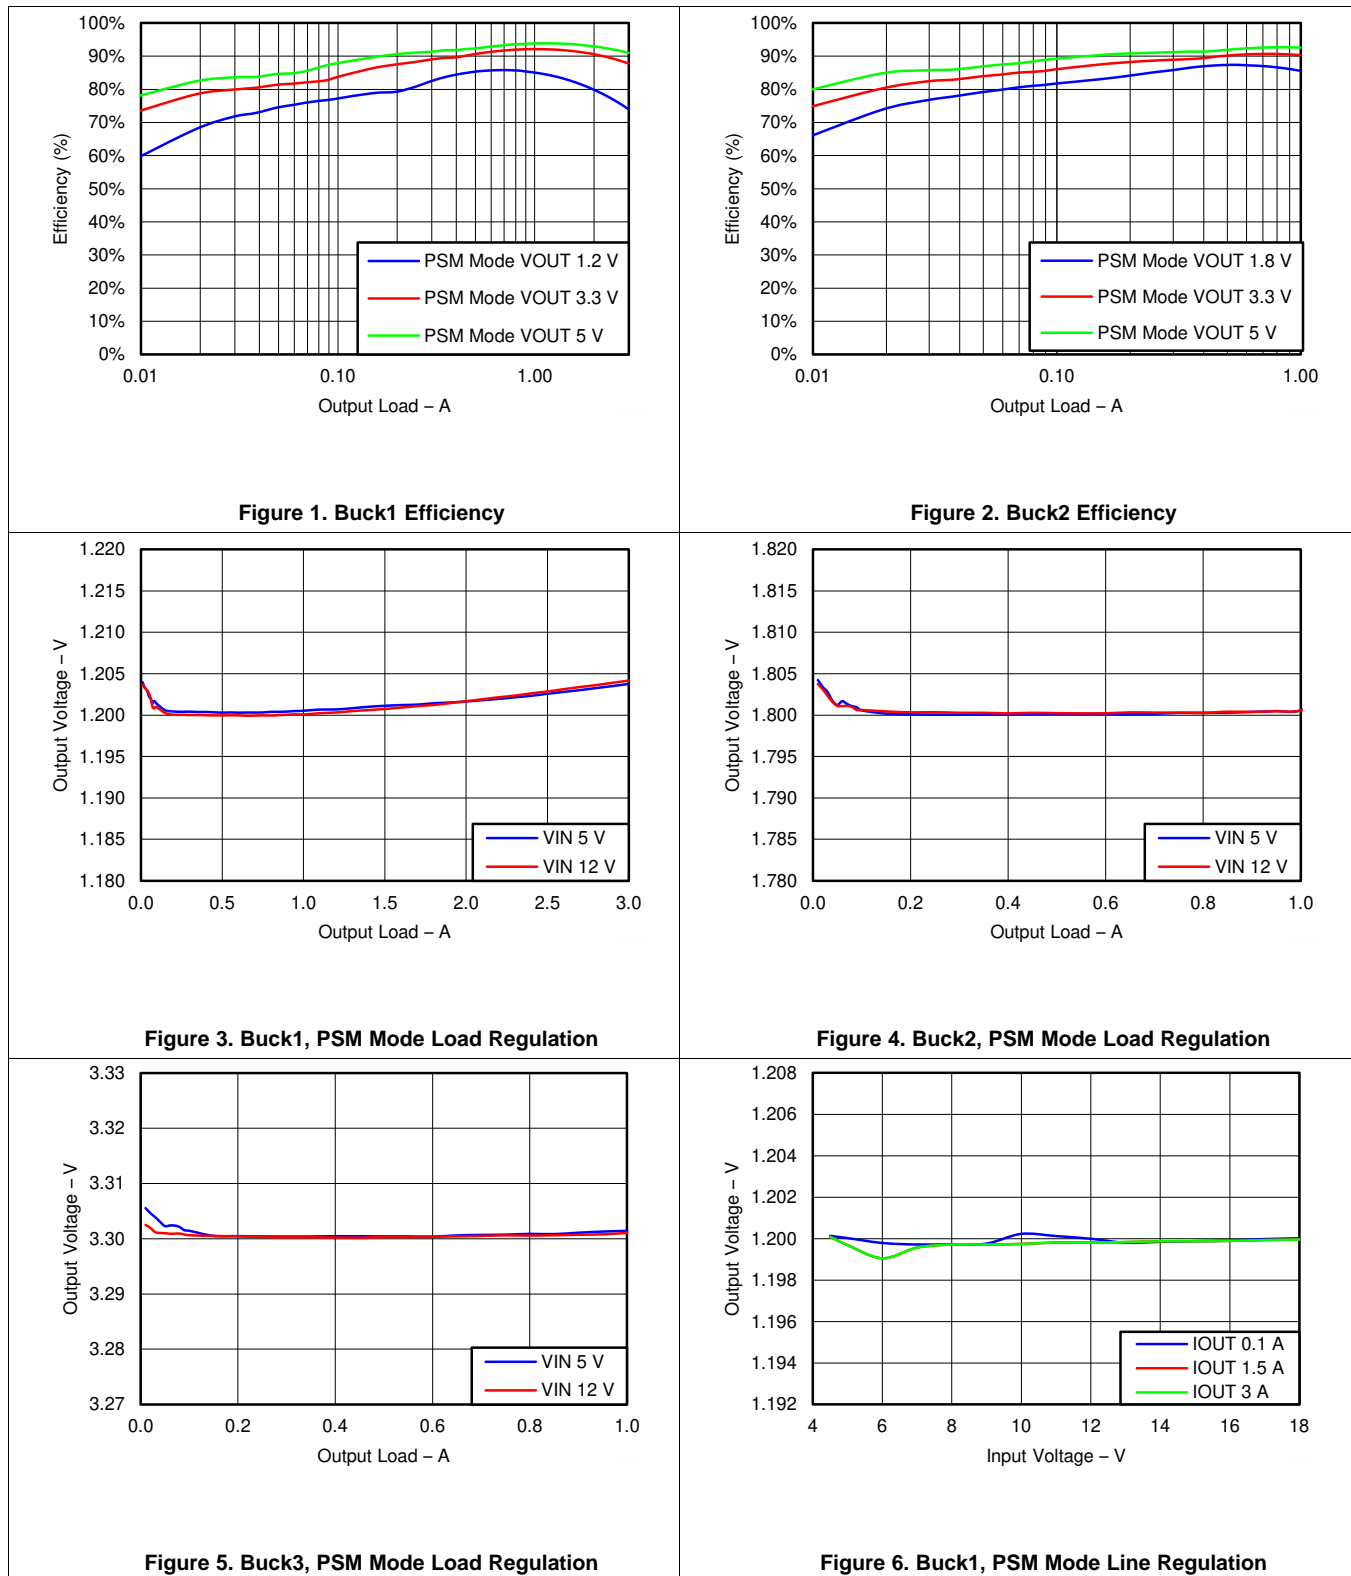 100%
90%
80%
70%
60%
50%
40%
30%
20%
10%
0%
Efficiency (%)
PSM Mode VOUT 1.2 V
PSM Mode VOUT 3.3 V
PSM Mode VOUT 5 V
0.01 0.10 1.00
Output Load – A
Figure 1. Buck1 Efficiency
100%
90%
80%
70%
60%
50%
40%
30%
20%
10%
0%
Efficiency (%)
PSM Mode VOUT 1.8 V
PSM Mode VOUT 3.3 V
PSM Mode VOUT 5 V
0.01 0.10 1.00
Output Load – A
Figure 2. Buck2 Efficiency
1.220
1.215
1.210
1.205
1.200
1.195
1.190
1.185
1.180
Output Voltage – V
VIN 5 V
VIN 12 V
0.0 0.5 1.0 1.5 2.0 2.5 3.0
Output Load – A
Figure 3. Buck1, PSM Mode Load Regulation
1.820
1.815
1.810
1.805
1.800
1.795
1.790
1.785
1.780
Output Voltage – V
VIN 5 V
VIN 12 V
0.0 0.2 0.4 0.6 0.8 1.0
Output Load – A
Figure 4. Buck2, PSM Mode Load Regulation
3.33
3.32
3.31
3.30
3.29
3.28
3.27
Output Voltage – V
VIN 5 V
VIN 12 V
0.0 0.2 0.4 0.6 0.8 1.0
Output Load – A
Figure 5. Buck3, PSM Mode Load Regulation
1.208
1.206
1.204
1.202
1.200
1.198
1.196
1.194
1.192
Output Voltage – V
IOUT 0.1 A
IOUT 1.5 A
IOUT 3 A
4 6 8 10 12 14 16 18
Input Voltage – V
Figure 6. Buck1, PSM Mode Line Regulation